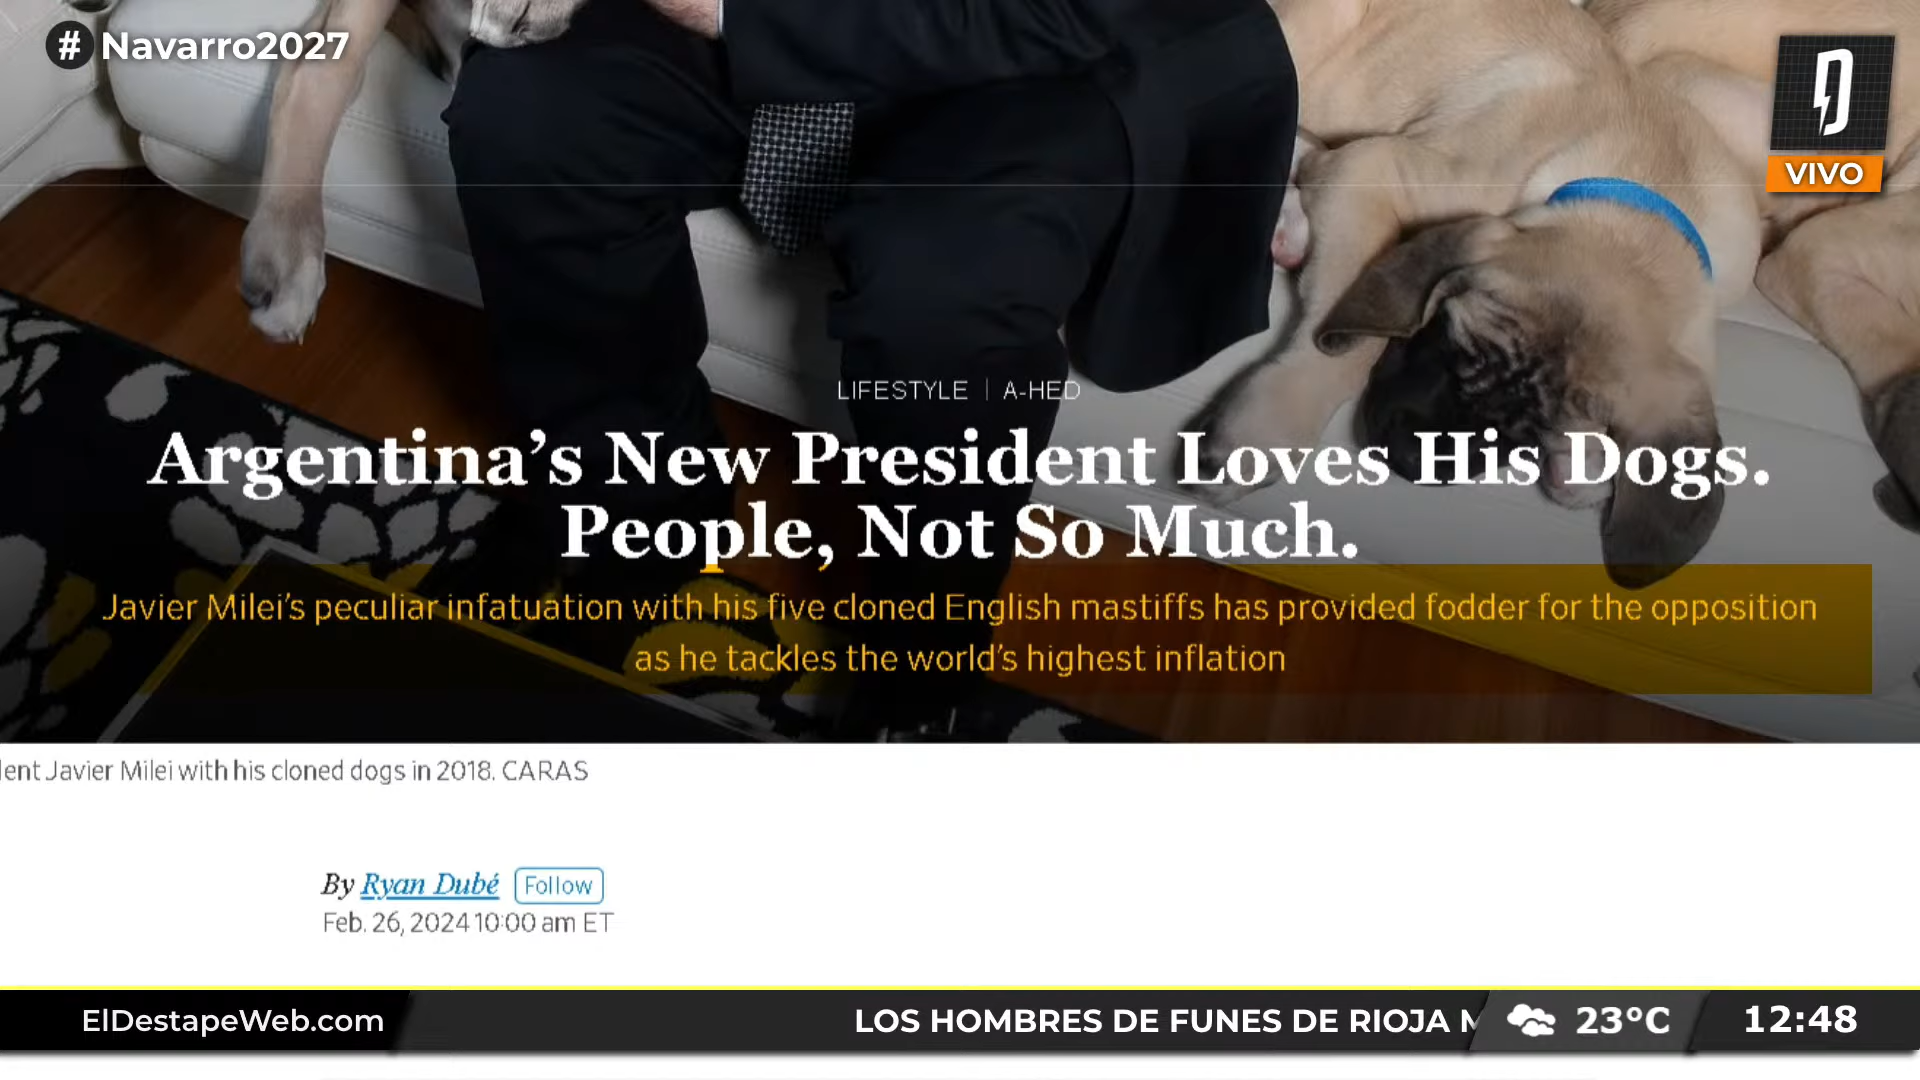 # Navarro2027
VIVO
LIFESTYLE | A-HED
Argentina’s New President Loves His Dogs.
People, Not So Much.
Javier Milei’s peculiar infatuation with his five cloned English mastiffs has provided fodder for the opposition
as he tackles the world’s highest inflation
Javier Milei with his cloned dogs in 2018. CARAS
By Ryan Dubé Follow
Feb. 26, 2024 10:00 am ET
ElDestapeWeb.com
LOS HOMBRES DE FUNES DE RIOJA
23°C
12:48